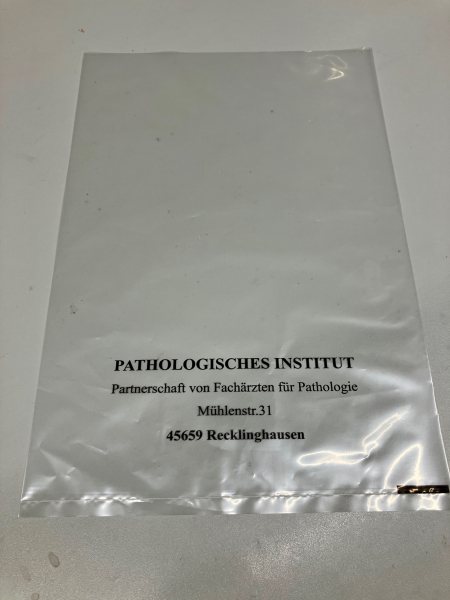 PATHOLOGISCHES INSTITUT
Partnerschaft von Fachärzten für Pathologie
Mühlenstr.31
45659 Recklinghausen